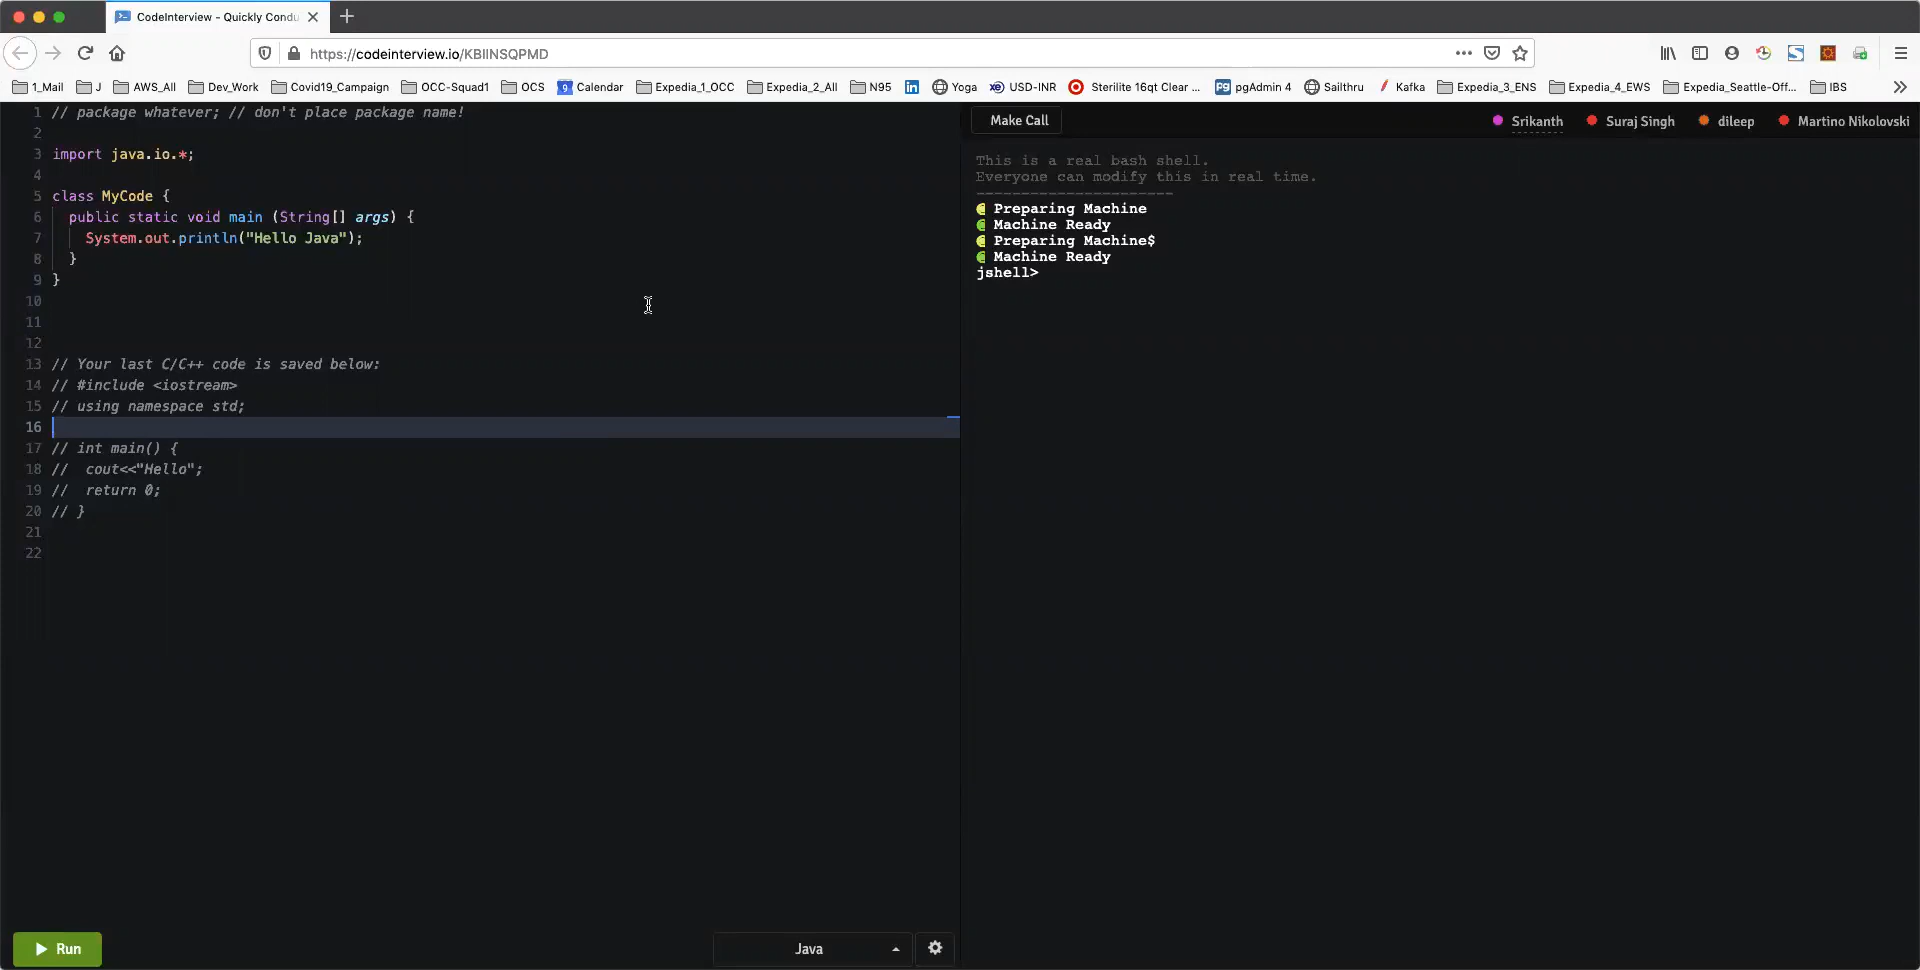 CodeInterview - Quickly Condu
https://codeinterview.io/KBIINSQPMD
1_Mail J AWS_All Dev_Work Covid19_Campaign OCC-Squad1 OCS 9 Calendar Expedia_1_OCC Expedia_2_All N95 in Yoga xe USD-INR Sterilite 16qt Clear ... pg pgAdmin 4 Sailthru Kafka Expedia_3_ENS Expedia_4_EWS Expedia_Seattle-Off... IBS
1 // package whatever; // don't place package name!
2
3 import java.io.*;
4
5 class MyCode {
6 public static void main (String[] args) {
7 System.out.println("Hello Java");
8 }
9 }
10
11
12
13 // Your last C/C++ code is saved below:
14 // #include <iostream>
15 // using namespace std;
16
17 // int main() {
18 // cout<<"Hello";
19 // return 0;
20 // }
21
22
Run
Java
Make Call
Srikanth Suraj Singh dileep Martino Nikolovski
This is a real bash shell.
Everyone can modify this in real time.
----------------------
Preparing Machine
Machine Ready
Preparing Machine$
Machine Ready
jshell>